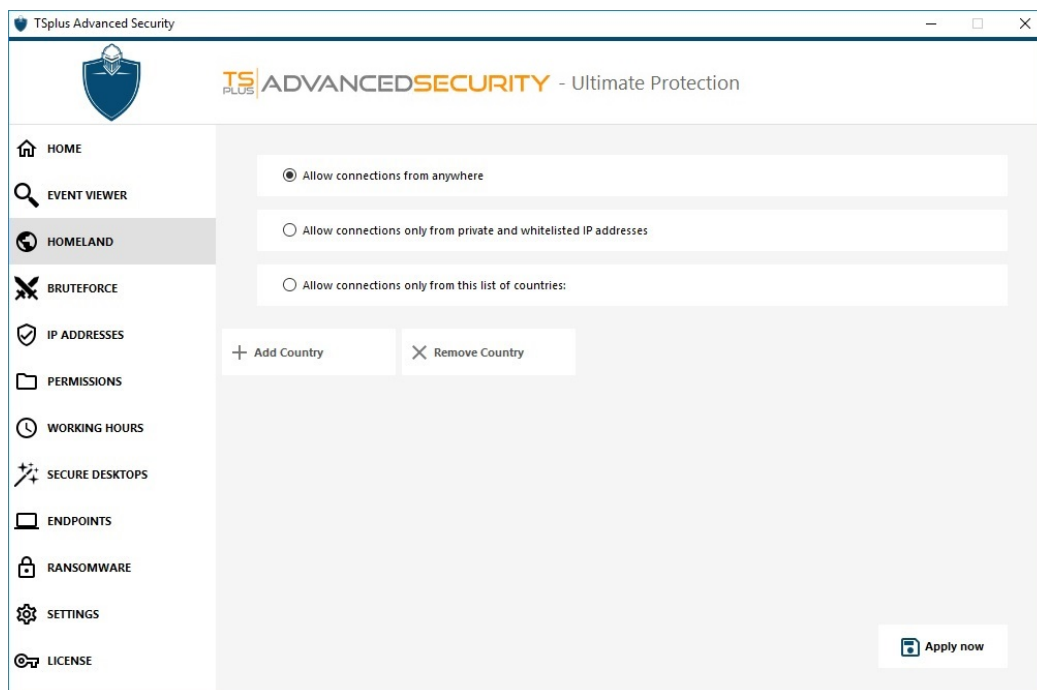 TSplus Advanced Security
TS PLUS ADVANCEDSECURITY - Ultimate Protection
HOME
EVENT VIEWER
HOMELAND
BRUTEFORCE
IP ADDRESSES
PERMISSIONS
WORKING HOURS
SECURE DESKTOPS
ENDPOINTS
RANSOMWARE
SETTINGS
LICENSE
Allow connections from anywhere
Allow connections only from private and whitelisted IP addresses
Allow connections only from this list of countries:
Add Country
Remove Country
Apply now